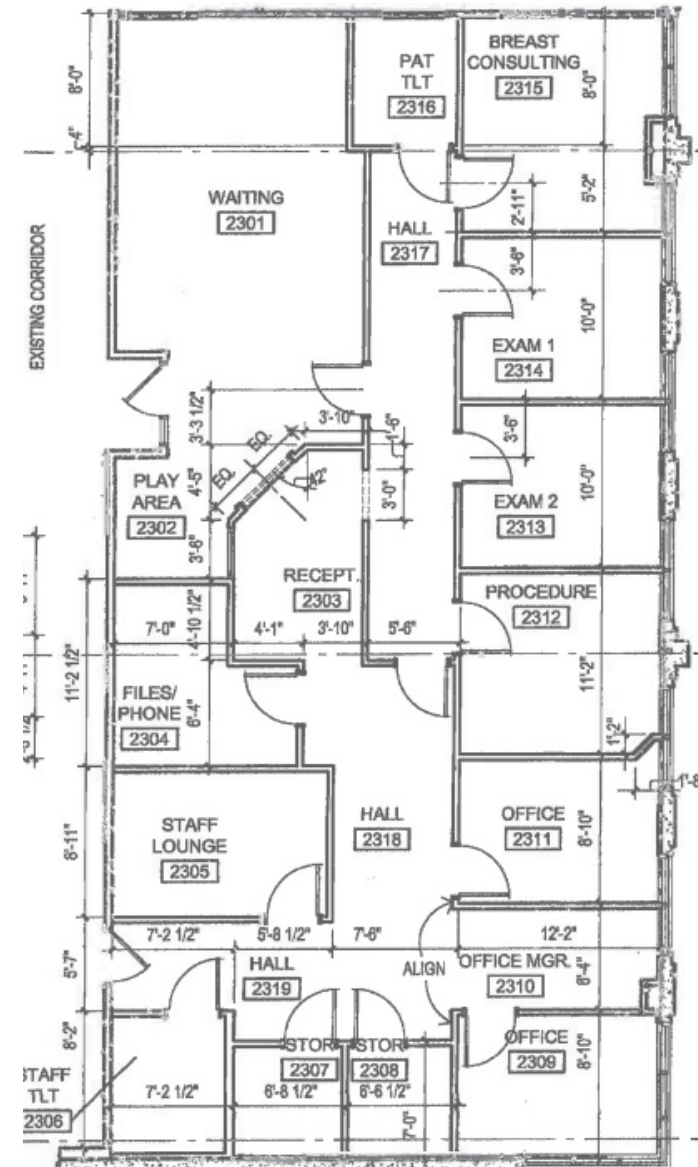 8'-0"
4"
EXISTING CORRIDOR
WAITING
2301
PAT
TLT
2316
BREAST
CONSULTING
2315
8'-0"
5'-2"
2'-11"
HALL
2317
3'-6"
EXAM 1
2314
10'-0"
3'-3 1/2"
3'-10"
1'-6"
EQ.
EQ.
42"
4'-5"
3'-0"
3'-6"
EXAM 2
2313
10'-0"
PLAY
AREA
2302
3'-6"
RECEPT.
2303
PROCEDURE
2312
7'-0"
4'-10 1/2"
4'-1"
3'-10"
5'-6"
11'-2 1/2"
11'-2"
FILES/
PHONE
2304
6'-4"
1'-2"
1'-8
STAFF
LOUNGE
2305
8'-11"
HALL
2318
OFFICE
2311
8'-10"
7'-2 1/2"
5'-8 1/2"
7'-6"
12'-2"
5'-7"
HALL
2319
ALIGN
OFFICE MGR.
2310
8'-4"
8'-2"
STOR
2307
STOR
2308
OFFICE
2309
8'-10"
STAFF
TLT
2306
7'-2 1/2"
6'-8 1/2"
6'-6 1/2"
7'-0"